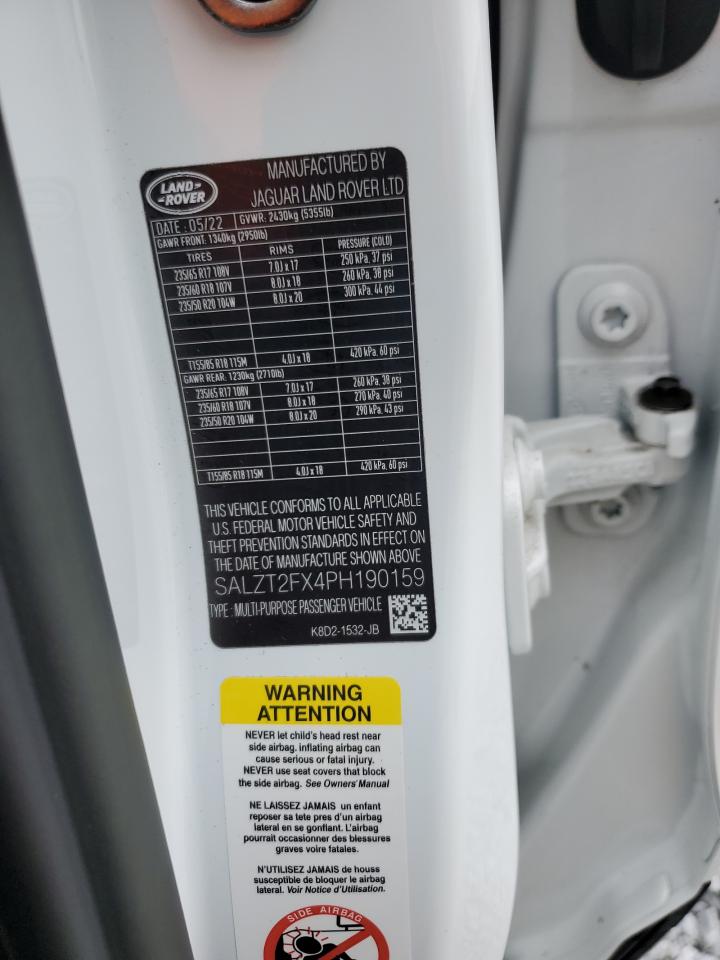 LAND-
-ROVER
MANUFACTURED BY
JAGUAR LAND ROVER LTD
DATE : 05/22 GVWR: 2430kg (5355lb)
GAWR FRONT: 1340kg (2950lb)
TIRES RIMS PRESSURE (COLD)
235/65 R17 108V 7.0J x 17 250 kPa, 37 psi
235/60 R18 107V 8.0J x 18 260 kPa, 38 psi
235/50 R20 104W 8.0J x 20 300 kPa, 44 psi
T155/85 R18 115M 4.0J x 18 420 kPa, 60 psi
GAWR REAR: 1230kg (2710lb)
235/65 R17 108V 7.0J x 17 260 kPa, 38 psi
235/60 R18 107V 8.0J x 18 270 kPa, 40 psi
235/50 R20 104W 8.0J x 20 290 kPa, 43 psi
T155/85 R18 115M 4.0J x 18 420 kPa, 60 psi
THIS VEHICLE CONFORMS TO ALL APPLICABLE
U.S. FEDERAL MOTOR VEHICLE SAFETY AND
THEFT PREVENTION STANDARDS IN EFFECT ON
THE DATE OF MANUFACTURE SHOWN ABOVE
SALZT2FX4PH190159
TYPE : MULTI-PURPOSE PASSENGER VEHICLE
K8D2-1532-JB
WARNING
ATTENTION
NEVER let child's head rest near
side airbag. inflating airbag can
cause serious or fatal injury.
NEVER use seat covers that block
the side airbag. See Owners' Manual
NE LAISSEZ JAMAIS un enfant
reposer sa tete pres d'un airbag
lateral en se gonflant. L'airbag
pourrait occasionner des blessures
graves voire fatales.
N'UTILISEZ JAMAIS de houss
susceptible de bloquer le airbag
lateral. Voir Notice d'Utilisation.
SIDE AIRBAG